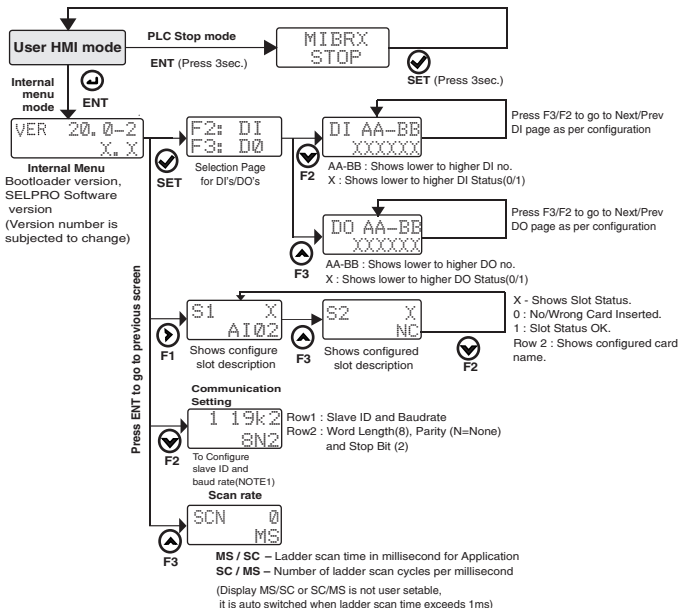 User HMI mode
PLC Stop mode
ENT (Press 3sec.)
MIBRX
STOP
SET (Press 3sec.)
Internal
menu
mode
ENT
VER 20.0-2
X.X
Internal Menu
Bootloader version,
SELPRO Software
version
(Version number is
subjected to change)
Press ENT to go to previous screen
SET
F2: DI
F3: DO
Selection Page
for DI's/DO's
F2
DI AA-BB
XXXXXX
AA-BB : Shows lower to higher DI no.
X : Shows lower to higher DI Status(0/1)
Press F3/F2 to go to Next/Prev
DI page as per configuration
F3
DO AA-BB
XXXXXX
AA-BB : Shows lower to higher DO no.
X : Shows lower to higher DO Status(0/1)
Press F3/F2 to go to Next/Prev
DO page as per configuration
F1
S1 X
AI02
Shows configure
slot description
F3
S2 X
NC
Shows configured
slot description
F2
X - Shows Slot Status.
0 : No/Wrong Card Inserted.
1 : Slot Status OK.
Row 2 : Shows configured card
name.
Communication
Setting
F2
1 19k2
8N2
Row1 : Slave ID and Baudrate
Row2 : Word Length(8), Parity (N=None)
and Stop Bit (2)
To Configure
slave ID and
baud rate(NOTE1)
Scan rate
F3
SCN 0
MS
MS / SC – Ladder scan time in millisecond for Application
SC / MS – Number of ladder scan cycles per millisecond
(Display MS/SC or SC/MS is not user setable,
it is auto switched when ladder scan time exceeds 1ms)